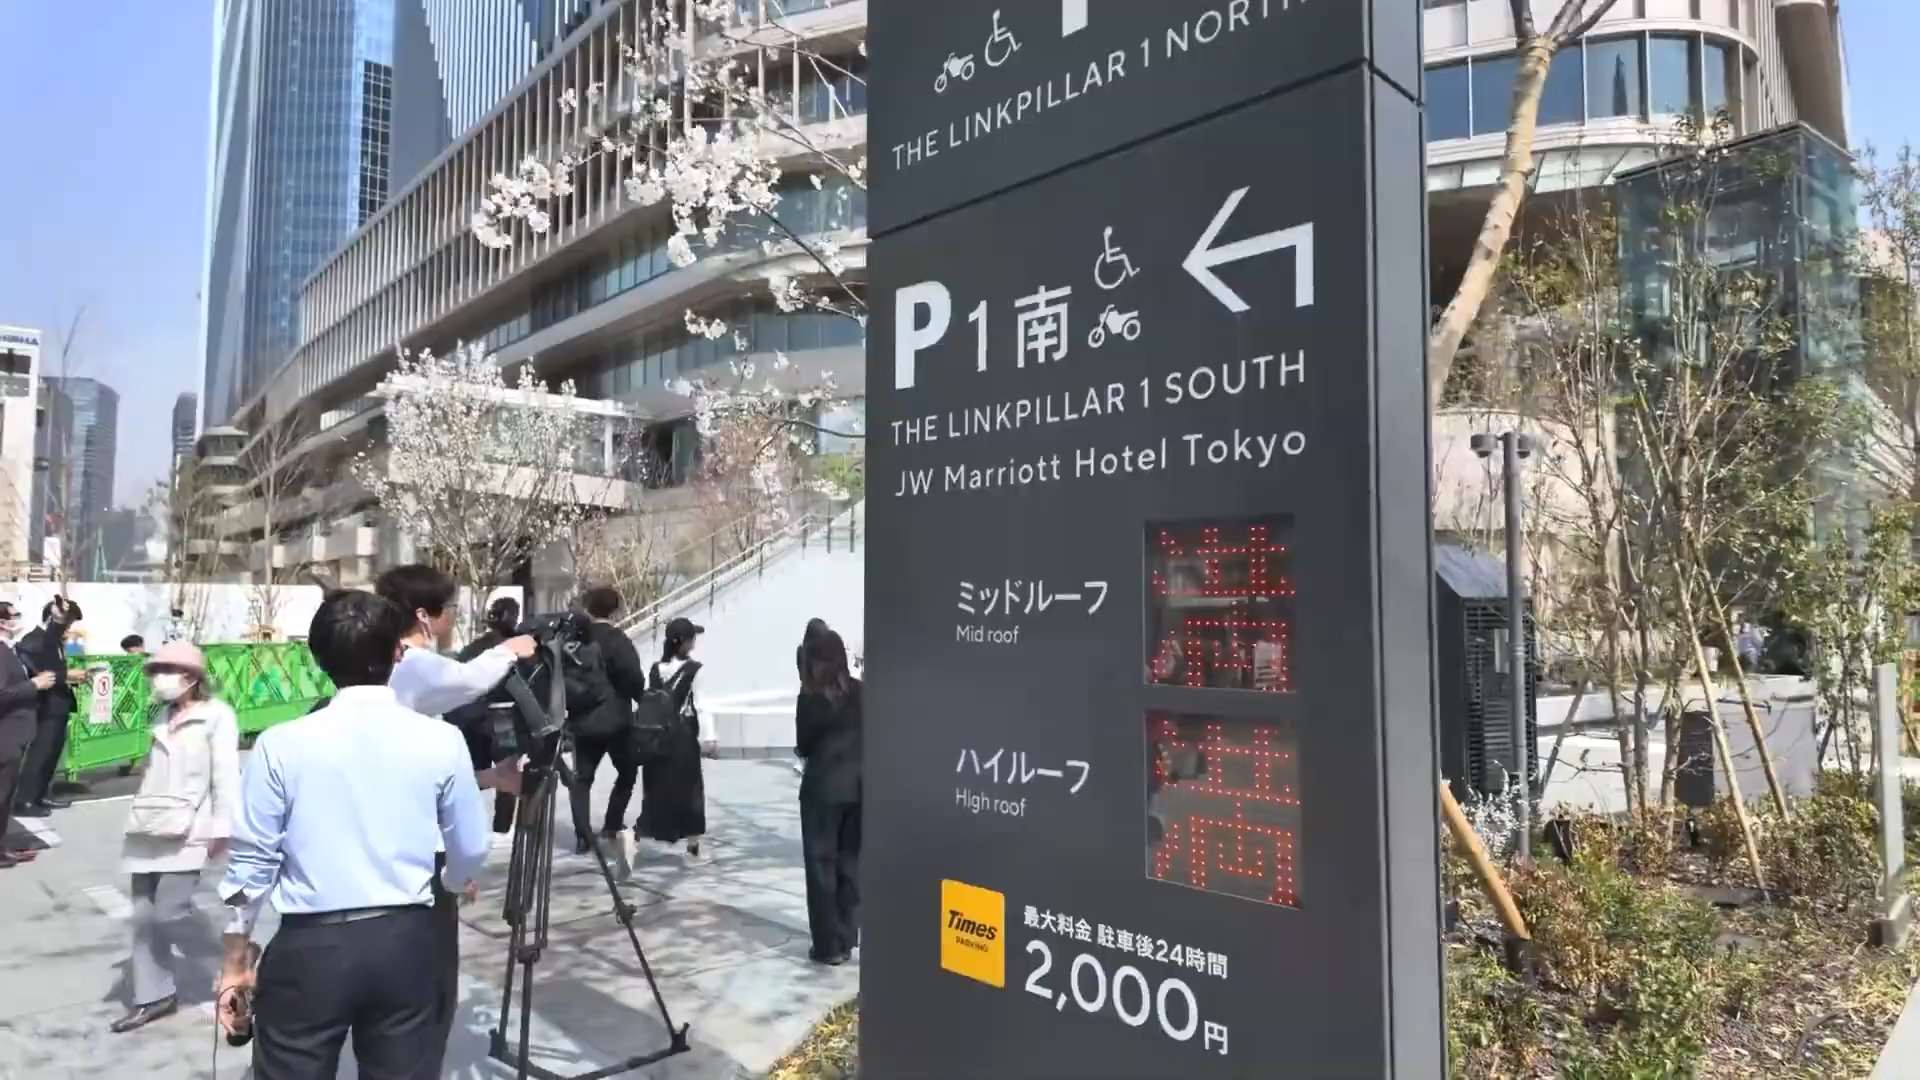 THE LINKPILLAR 1 NORTH
P1南
THE LINKPILLAR 1 SOUTH
JW Marriott Hotel Tokyo
ミッドルーフ
Mid roof
満
ハイルーフ
High roof
満
Times
PARKING
最大料金 駐車後24時間
2,000円